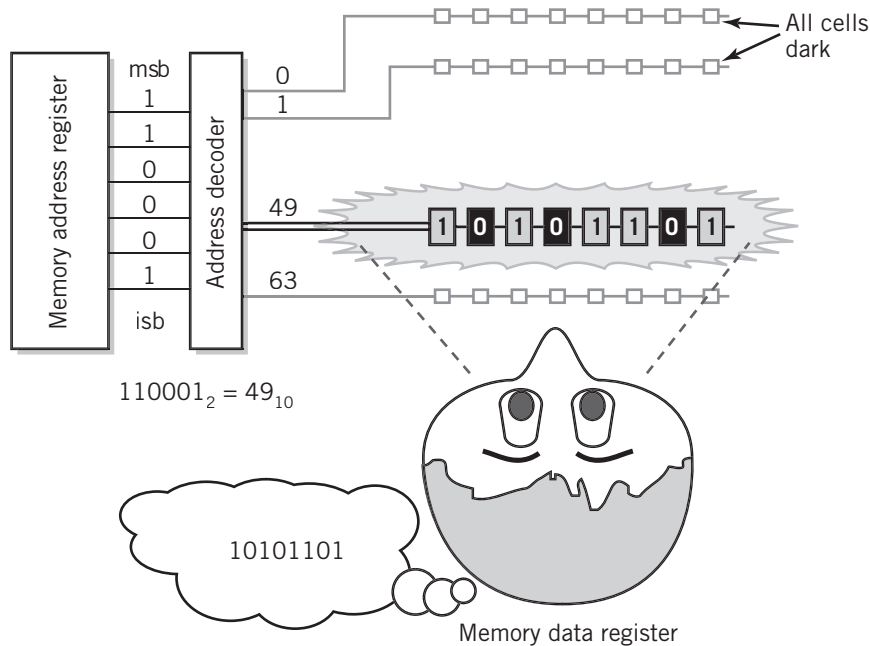 All cells
dark
Memory address register
msb
1
1
0
0
0
1
isb
Address decoder
0
1
49
63
1 0 1 0 1 1 0 1
110001₂ = 49₁₀
10101101
Memory data register